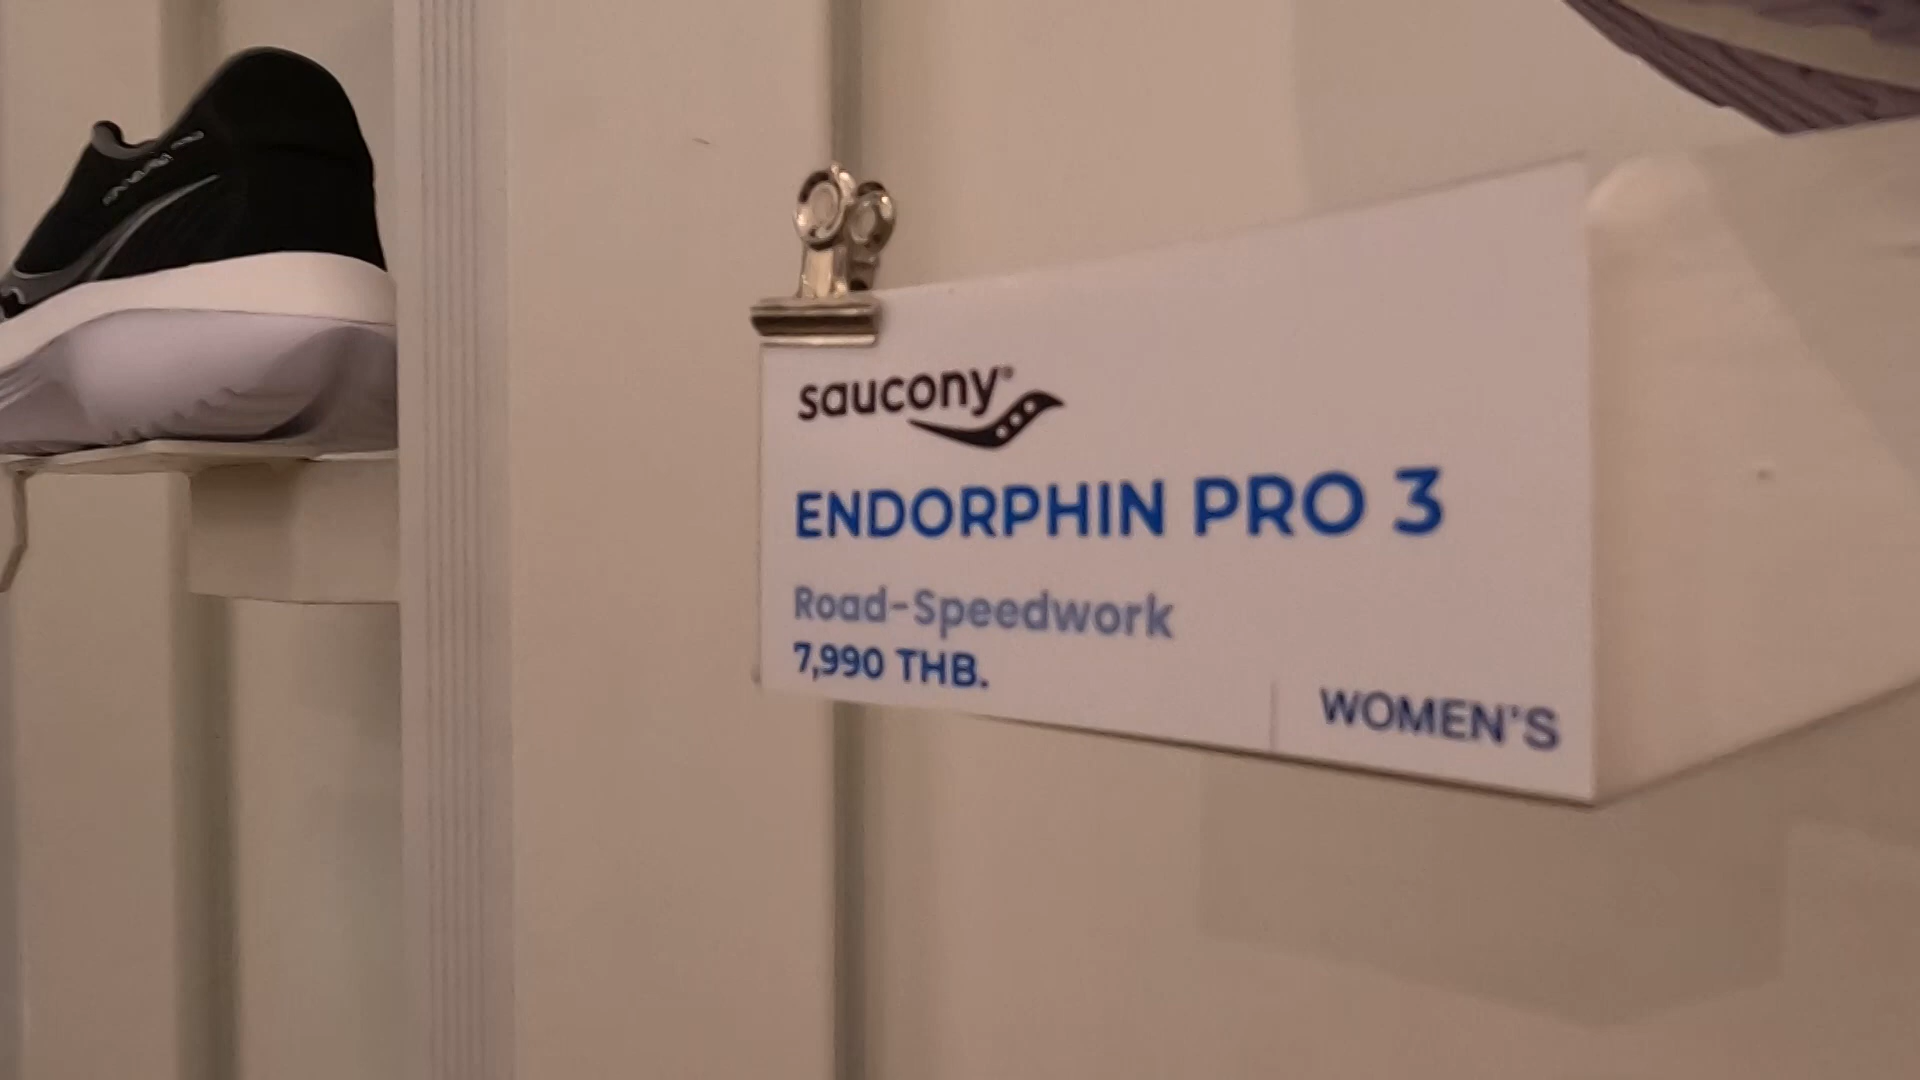 saucony®
ENDORPHIN PRO 3
Road-Speedwork
7,990 THB.
WOMEN'S